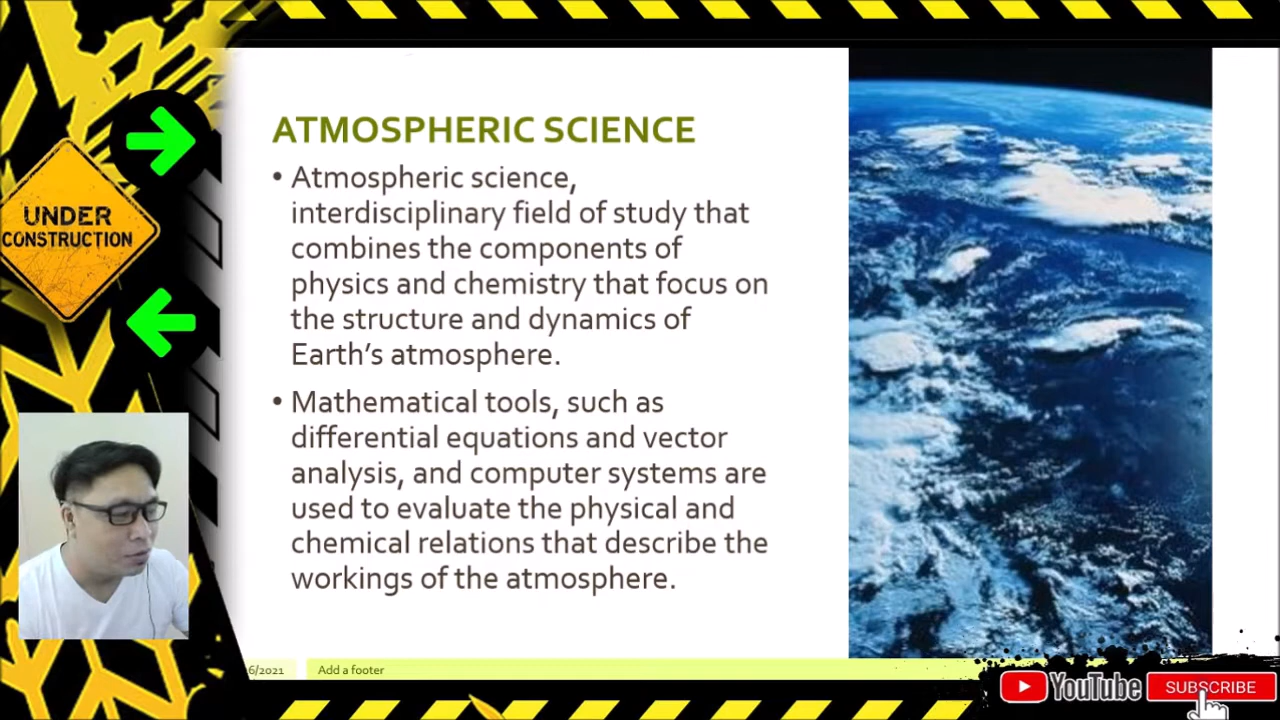 ATMOSPHERIC SCIENCE
• Atmospheric science,
interdisciplinary field of study that
combines the components of
physics and chemistry that focus on
the structure and dynamics of
Earth's atmosphere.
• Mathematical tools, such as
differential equations and vector
analysis, and computer systems are
used to evaluate the physical and
chemical relations that describe the
workings of the atmosphere.
UNDER
CONSTRUCTION
6/2021
Add a footer
YouTube
SUBSCRIBE